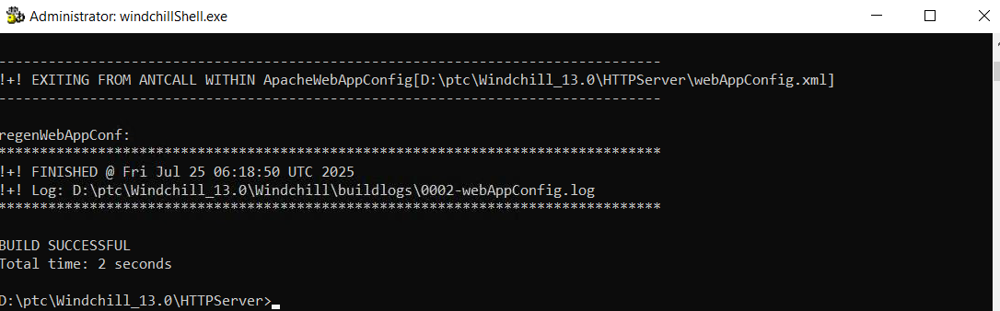 Administrator: windchillShell.exe
--------------------------------------------------------------------------------
!+! EXITING FROM ANTCALL WITHIN ApacheWebAppConfig[D:\ptc\Windchill_13.0\HTTPServer\webAppConfig.xml]
--------------------------------------------------------------------------------
regenWebAppConf:
********************************************************************************
!+! FINISHED @ Fri Jul 25 06:18:50 UTC 2025
!+! Log: D:\ptc\Windchill_13.0\Windchill\buildlogs\0002-webAppConfig.log
********************************************************************************
BUILD SUCCESSFUL
Total time: 2 seconds
D:\ptc\Windchill_13.0\HTTPServer>